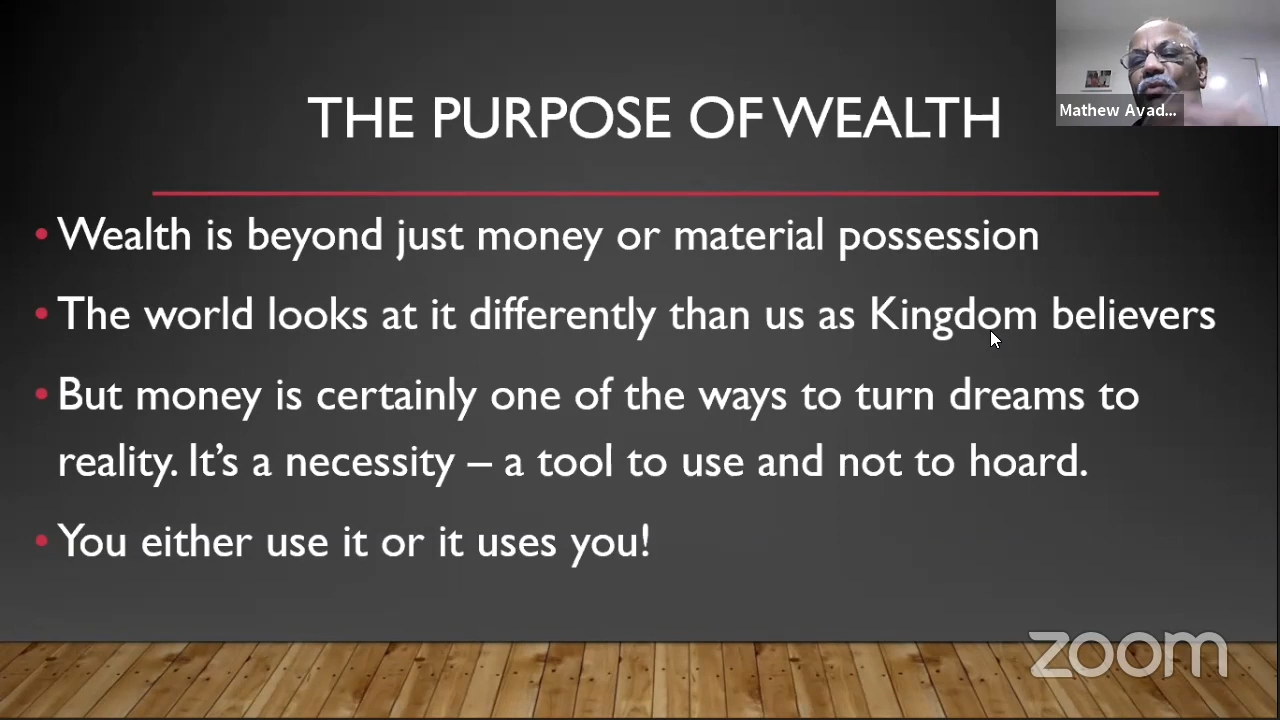 THE PURPOSE OF WEALTH
Mathew Avad...
• Wealth is beyond just money or material possession
• The world looks at it differently than us as Kingdom believers
• But money is certainly one of the ways to turn dreams to
reality. It’s a necessity – a tool to use and not to hoard.
• You either use it or it uses you!
zoom